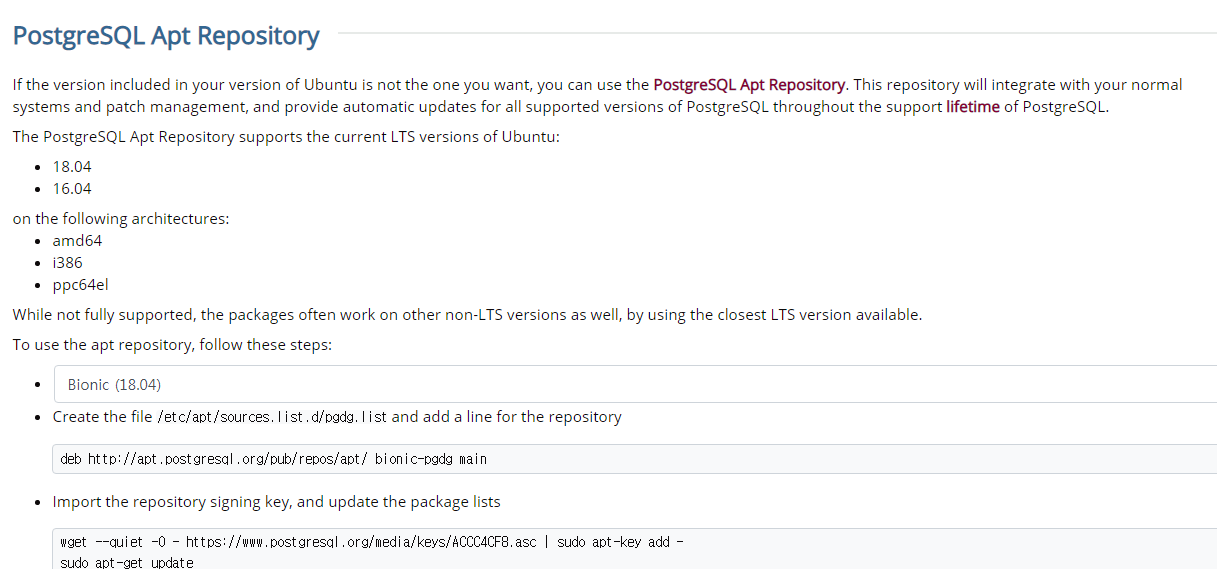 PostgreSQL Apt Repository
If the version included in your version of Ubuntu is not the one you want, you can use the PostgreSQL Apt Repository. This repository will integrate with your normal
systems and patch management, and provide automatic updates for all supported versions of PostgreSQL throughout the support lifetime of PostgreSQL.
The PostgreSQL Apt Repository supports the current LTS versions of Ubuntu:
• 18.04
• 16.04
on the following architectures:
• amd64
• i386
• ppc64el
While not fully supported, the packages often work on other non-LTS versions as well, by using the closest LTS version available.
To use the apt repository, follow these steps:
• Bionic (18.04)
• Create the file /etc/apt/sources.list.d/pgdg.list and add a line for the repository
deb http://apt.postgresql.org/pub/repos/apt/ bionic-pgdg main
• Import the repository signing key, and update the package lists
wget --quiet -O - https://www.postgresql.org/media/keys/ACCC4CF8.asc | sudo apt-key add -
sudo apt-get update